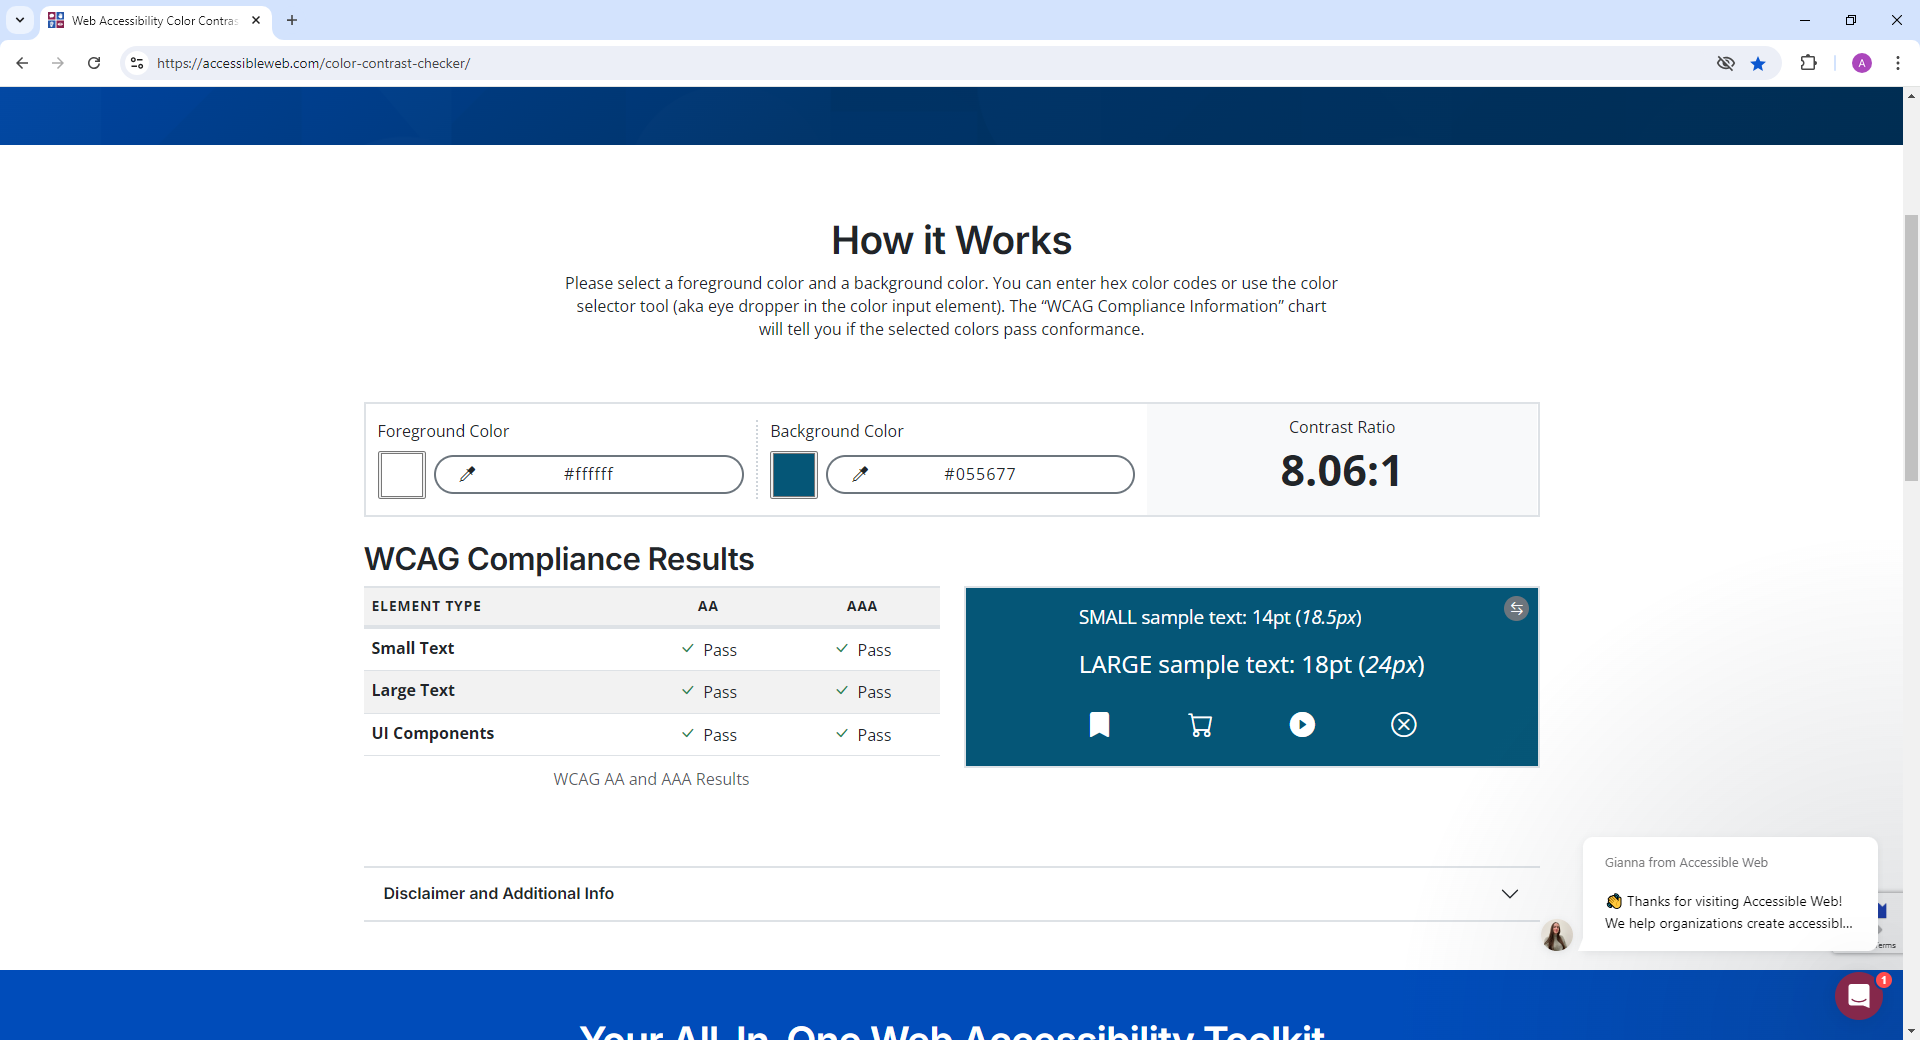 Web Accessibility Color Contras
https://accessibleweb.com/color-contrast-checker/
A
How it Works
Please select a foreground color and a background color. You can enter hex color codes or use the color
selector tool (aka eye dropper in the color input element). The “WCAG Compliance Information” chart
will tell you if the selected colors pass conformance.
Foreground Color
#ffffff
Background Color
#055677
Contrast Ratio
8.06:1
WCAG Compliance Results
ELEMENT TYPE AA AAA
Small Text Pass Pass
Large Text Pass Pass
UI Components Pass Pass
WCAG AA and AAA Results
SMALL sample text: 14pt (18.5px)
LARGE sample text: 18pt (24px)
Disclaimer and Additional Info
Gianna from Accessible Web
👏 Thanks for visiting Accessible Web!
We help organizations create accessibl...
1
Your All-In-One Web Accessibility Toolkit